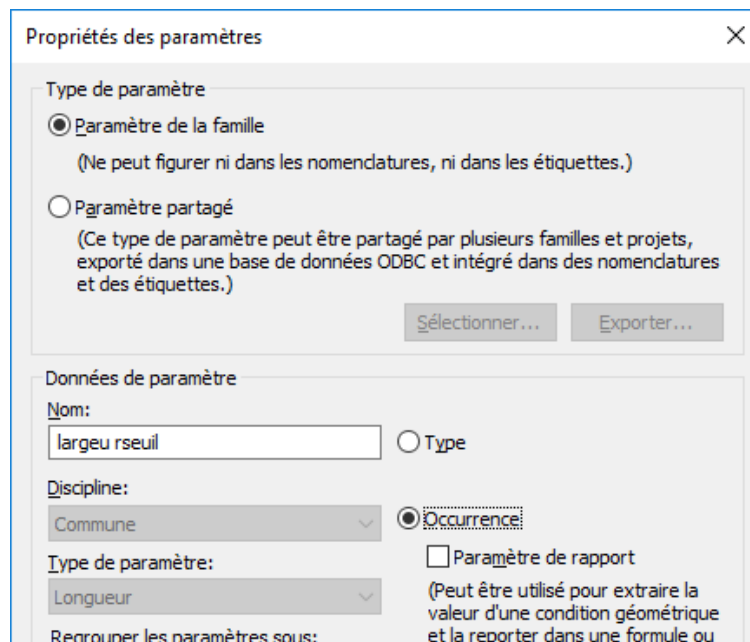 Propriétés des paramètres
Type de paramètre
Paramètre de la famille
(Ne peut figurer ni dans les nomenclatures, ni dans les étiquettes.)
Paramètre partagé
(Ce type de paramètre peut être partagé par plusieurs familles et projets,
exporté dans une base de données ODBC et intégré dans des nomenclatures
et des étiquettes.)
Sélectionner... Exporter...
Données de paramètre
Nom:
largeu rseuil Type
Discipline:
Commune Occurrence
Type de paramètre: Paramètre de rapport
Longueur (Peut être utilisé pour extraire la
valeur d'une condition géométrique
Regrouper les paramètres sous: et la reporter dans une formule ou